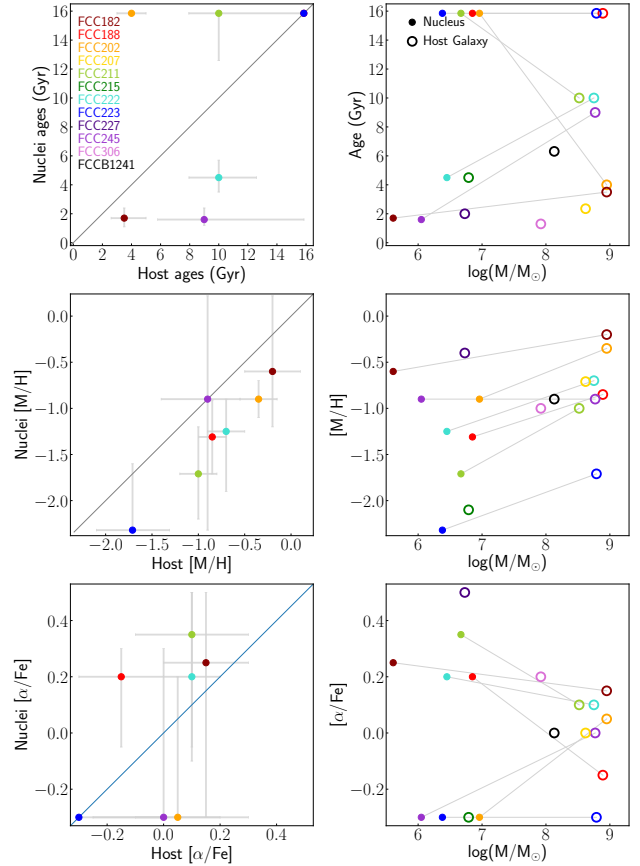 16
14
12
10
8
6
4
2
0
Nuclei ages (Gyr)
FCC182
FCC188
FCC202
FCC207
FCC211
FCC215
FCC222
FCC223
FCC227
FCC245
FCC306
FCCB1241
0 2 4 6 8 10 12 14 16
Host ages (Gyr)
16
14
12
10
8
6
4
2
0
Age (Gyr)
Nucleus
Host Galaxy
6 7 8 9
log(M/M☉)
0.0
−0.5
−1.0
−1.5
−2.0
Nuclei [M/H]
−2.0 −1.5 −1.0 −0.5 0.0
Host [M/H]
0.0
−0.5
−1.0
−1.5
−2.0
[M/H]
6 7 8 9
log(M/M☉)
0.4
0.2
0.0
−0.2
Nuclei [α/Fe]
−0.2 0.0 0.2 0.4
Host [α/Fe]
0.4
0.2
0.0
−0.2
[α/Fe]
6 7 8 9
log(M/M☉)